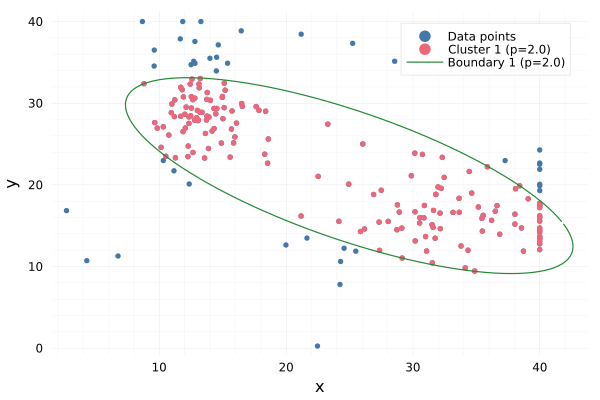 Data points
Cluster 1 (p=2.0)
Boundary 1 (p=2.0)
40
30
20
10
0
y
10 20 30 40
x